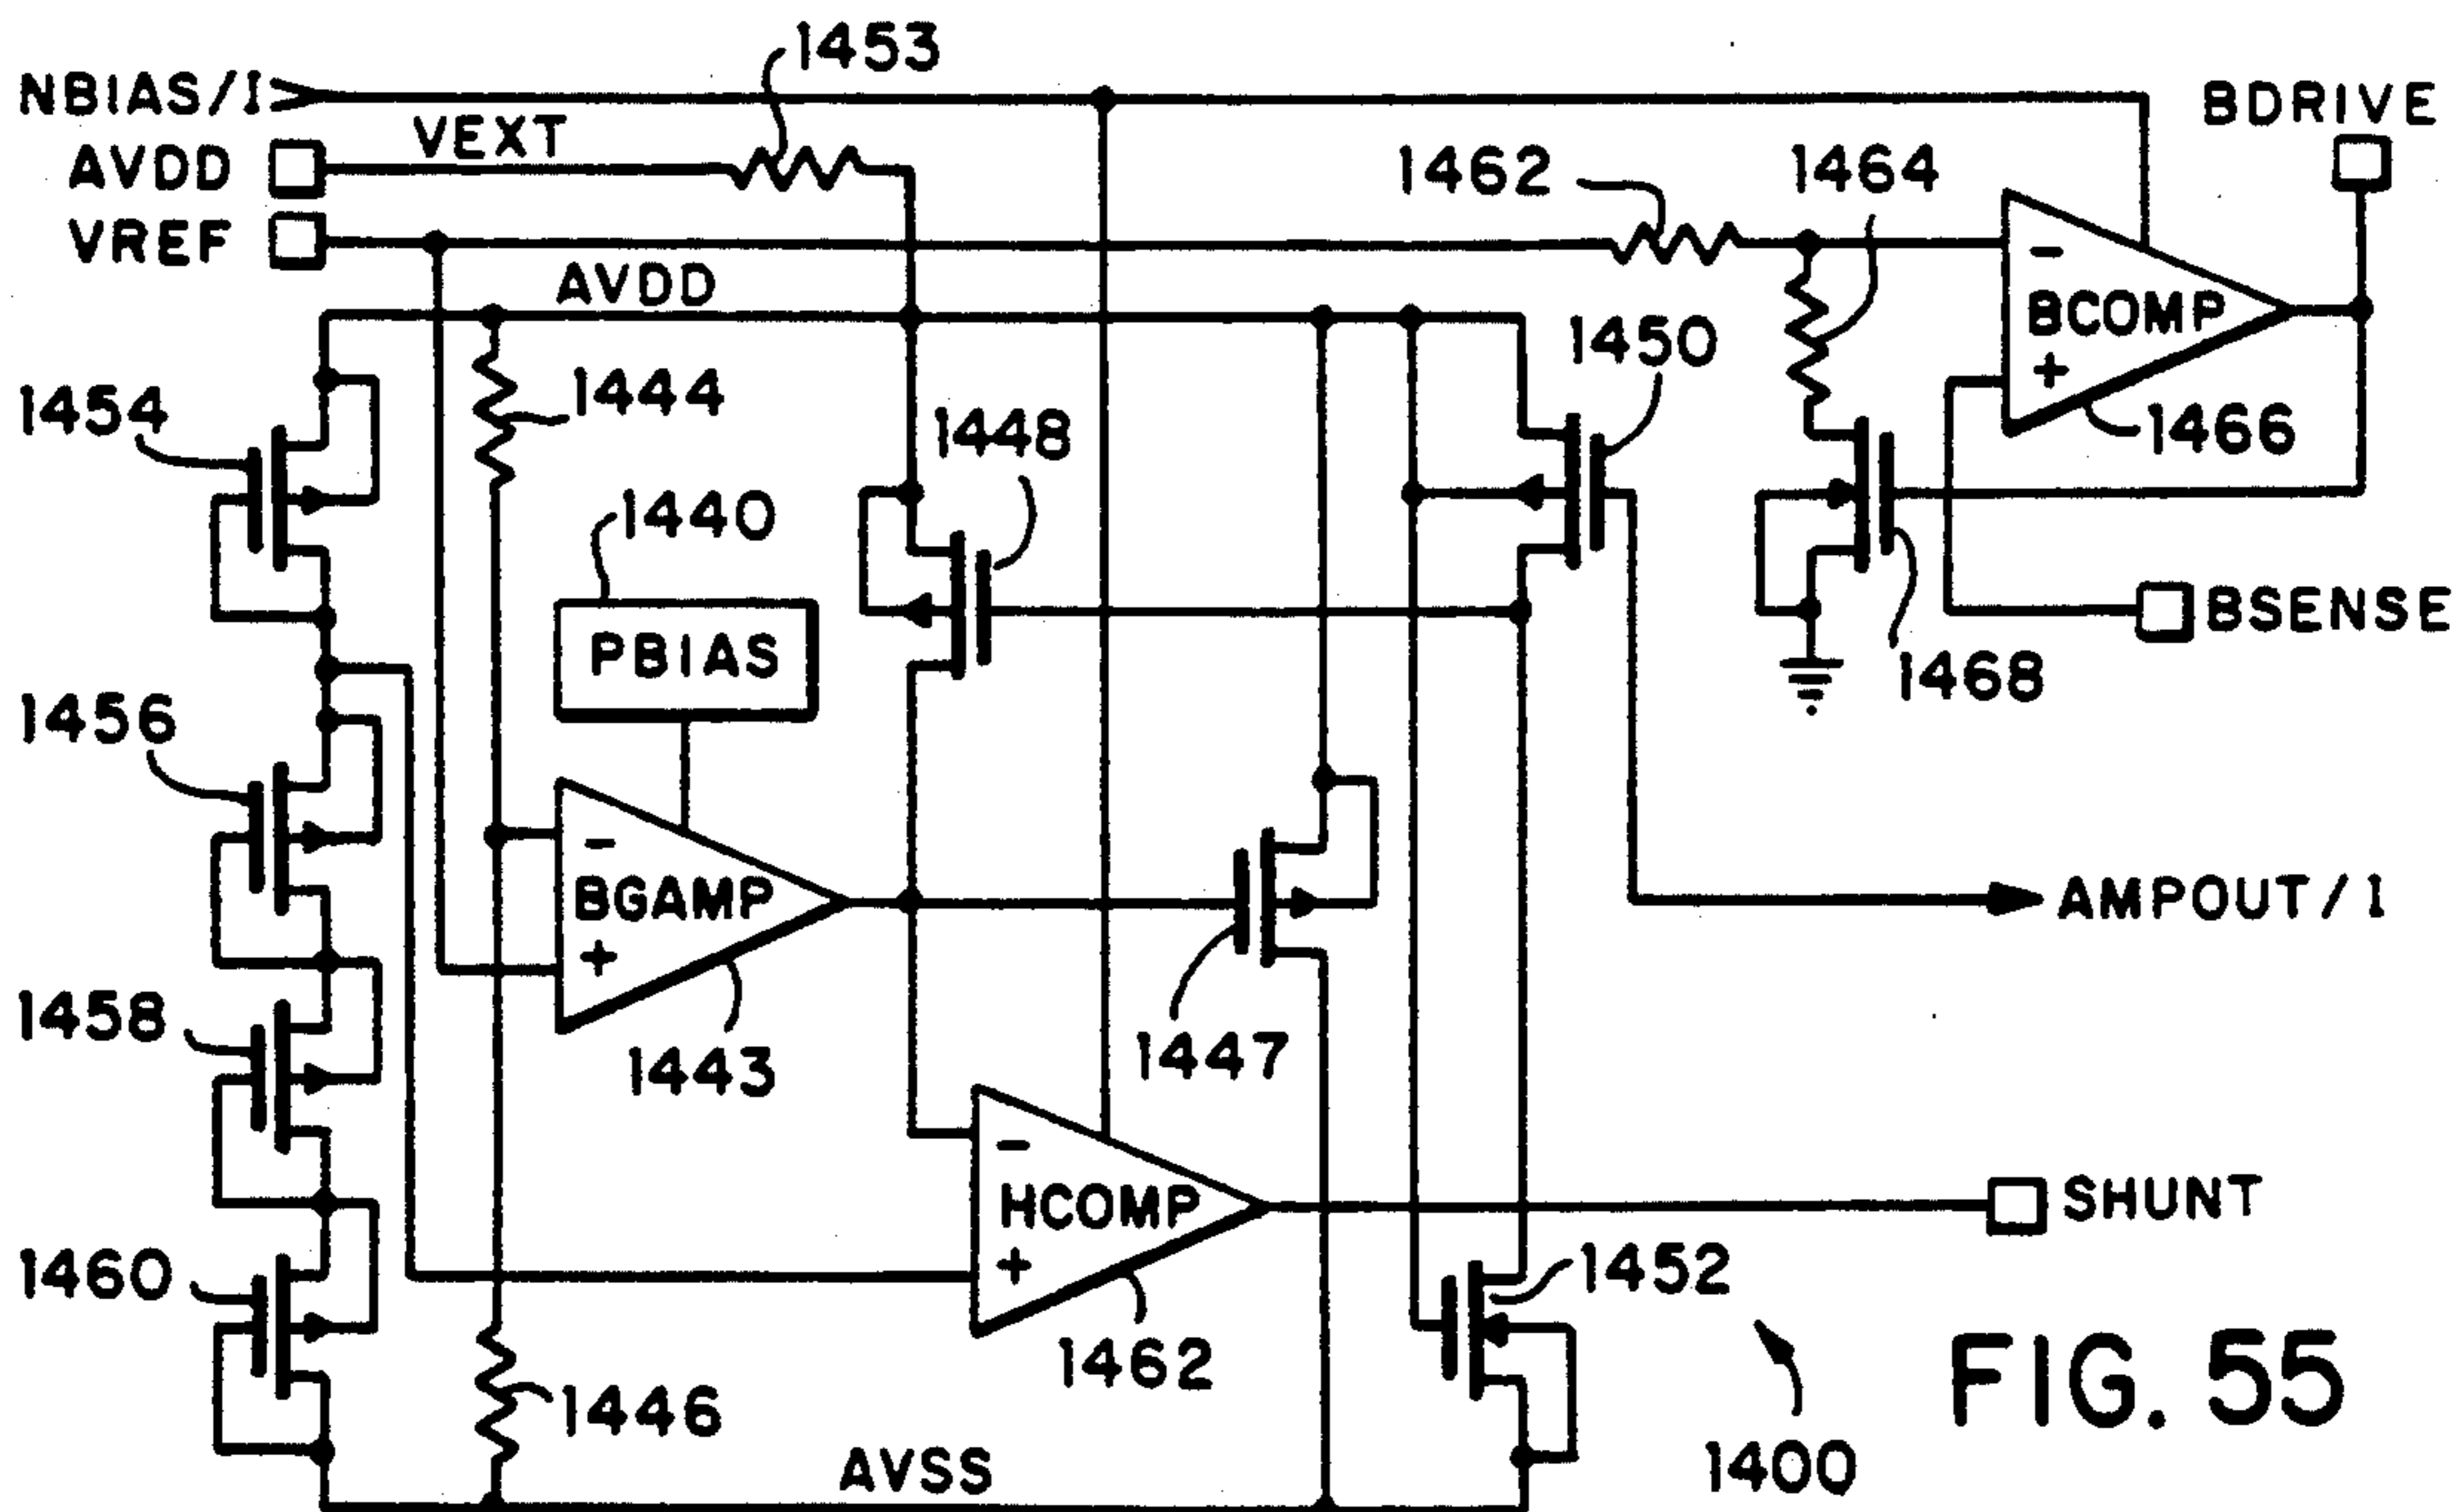 1453
NBIAS/I
VEXT
BDRIVE
AVDD
1462
1464
VREF
AVDD
-
BCOMP
+
1450
1444
1454
1448
1466
1440
PBIAS
BSENSE
1468
1456
-
BGAMP
+
AMPOUT/I
1458
1443
1447
-
HCOMP
+
SHUNT
1460
1452
1462
1446
AVSS
1400
FIG. 55